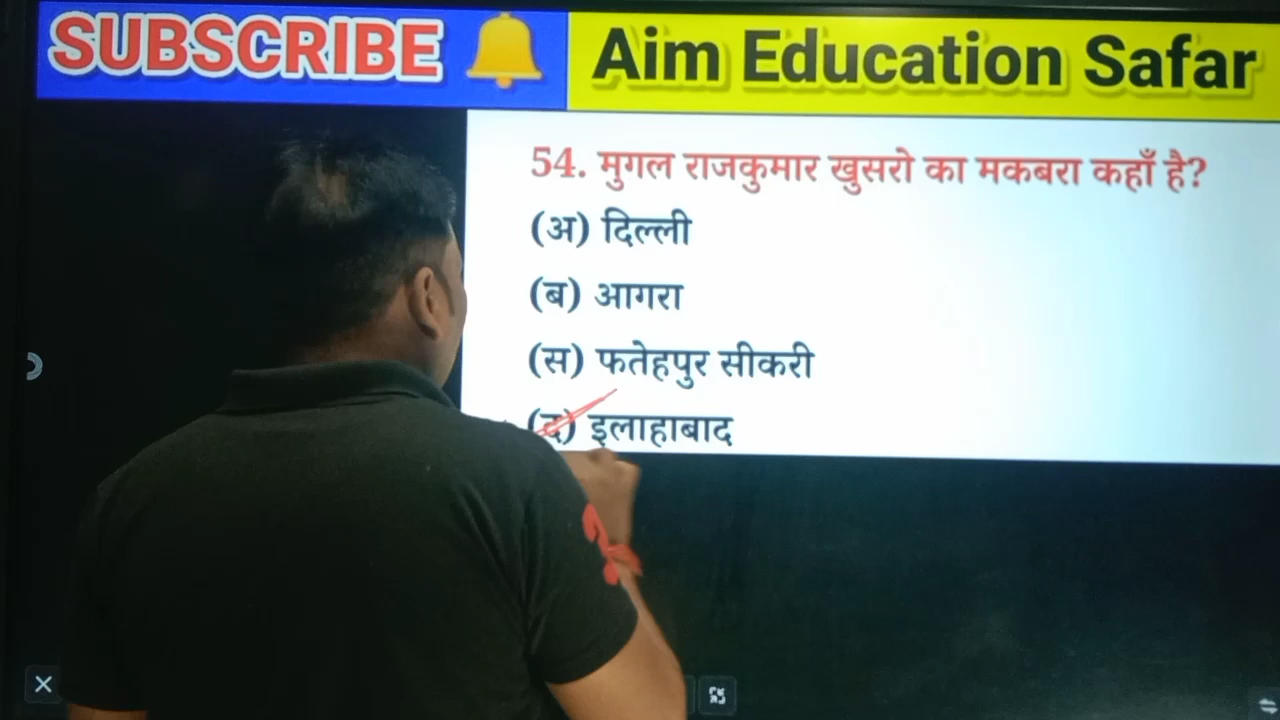 SUBSCRIBE
Aim Education Safar
54. मुगल राजकुमार खुसरो का मकबरा कहाँ है?
(अ) दिल्ली
(ब) आगरा
(स) फतेहपुर सीकरी
(द) इलाहाबाद